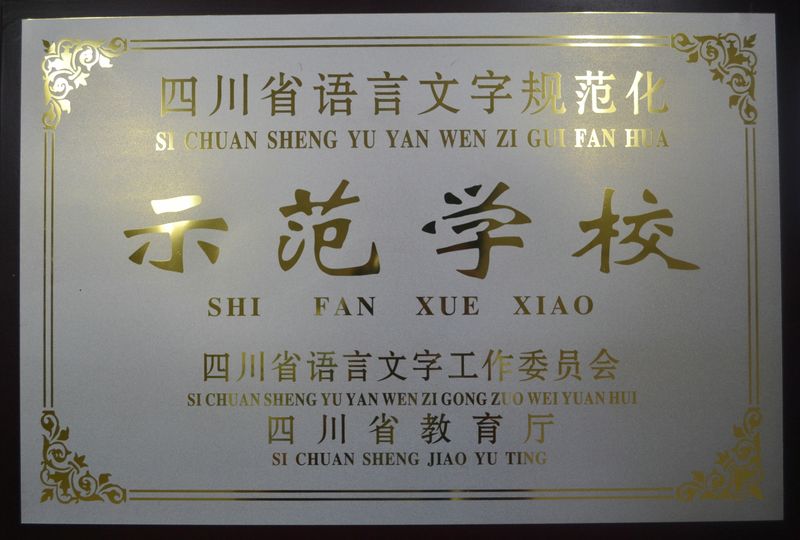 四川省语言文字规范化
SI CHUAN SHENG YU YAN WEN ZI GUI FAN HUA
示范学校
SHI FAN XUE XIAO
四川省语言文字工作委员会
SI CHUAN SHENG YU YAN WEN ZI GONG ZUO WEI YUAN HUI
四川省教育厅
SI CHUAN SHENG JIAO YU TING